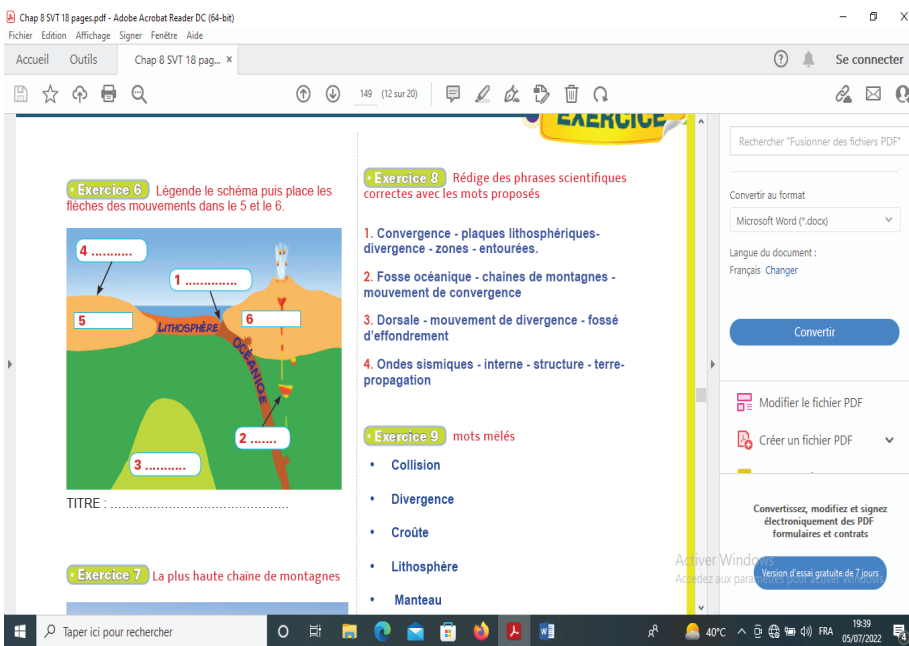 Chap 8 SVT 18 pages.pdf - Adobe Acrobat Reader DC (64-bit)
Fichier Edition Affichage Signer Fenêtre Aide
Accueil Outils Chap 8 SVT 18 pag... × Se connecter
149 (12 sur 20)
EXERCICE
• Exercice 6 Légende le schéma puis place les
flèches des mouvements dans le 5 et le 6.
4 ...........
1 ..............
5
6
LITHOSPHÈRE
OCÉANIQUE
2 .......
3 ...........
TITRE : ..............................................
• Exercice 7 La plus haute chaîne de montagnes
• Exercice 8 Rédige des phrases scientifiques
correctes avec les mots proposés
1. Convergence - plaques lithosphériques-
divergence - zones - entourées.
2. Fosse océanique - chaines de montagnes -
mouvement de convergence
3. Dorsale - mouvement de divergence - fossé
d'effondrement
4. Ondes sismiques - interne - structure - terre-
propagation
• Exercice 9 mots mêlés
• Collision
• Divergence
• Croûte
• Lithosphère
• Manteau
Rechercher "Fusionner des fichiers PDF"
Convertir au format
Microsoft Word (*.docx)
Langue du document :
Français Changer
Convertir
Modifier le fichier PDF
Créer un fichier PDF
Convertissez, modifiez et signez
électroniquement des PDF
formulaires et contrats
Activer Windows
Accédez aux paramètres pour activer Windows.
Version d'essai gratuite de 7 jours
Taper ici pour rechercher
40°C FRA 19:39
05/07/2022
4